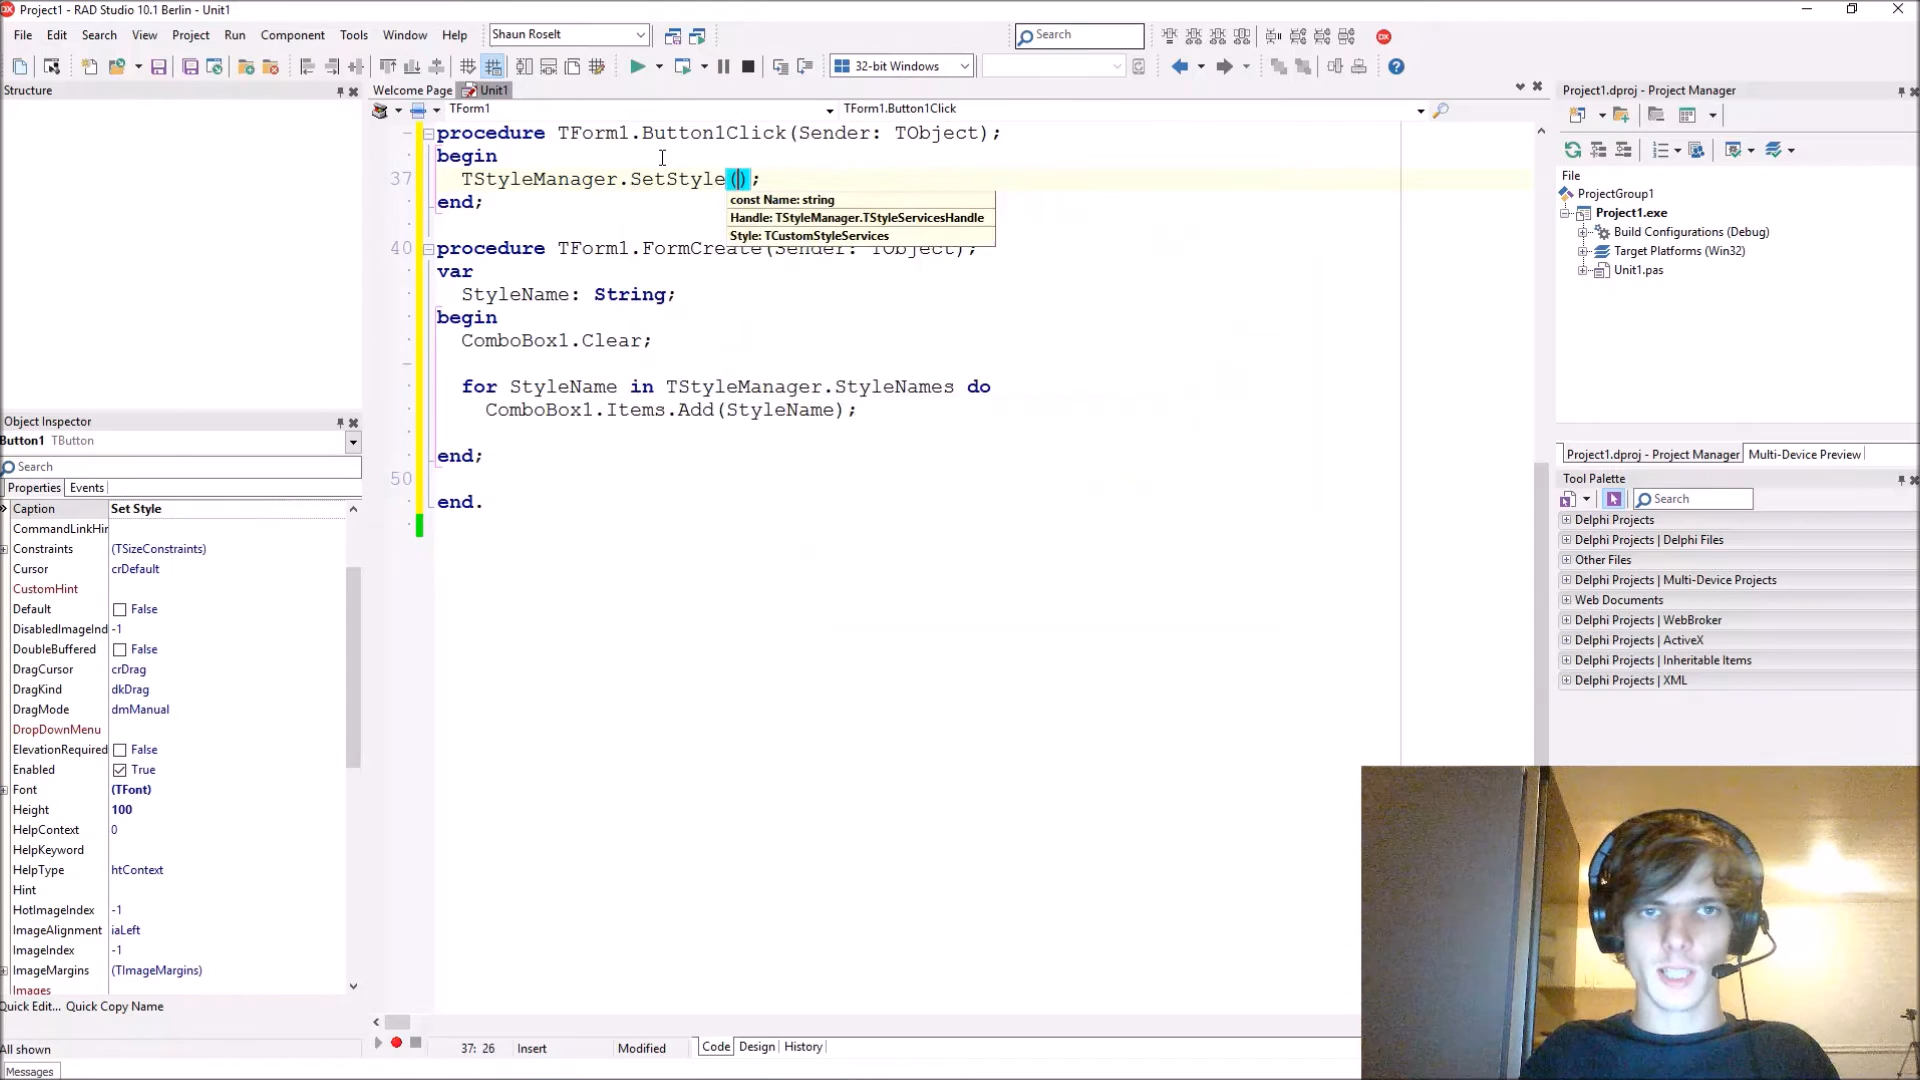 Project1 - RAD Studio 10.1 Berlin - Unit1
File Edit Search View Project Run Component Tools Window Help
Shaun Roselt
Search
32-bit Windows
Structure
Welcome Page
Unit1
TForm1
TForm1.Button1Click
procedure TForm1.Button1Click(Sender: TObject);
begin
37 TStyleManager.SetStyle();
const Name: string
end;
Handle: TStyleManager.TStyleServicesHandle
Style: TCustomStyleServices
40 procedure TForm1.FormCreate(Sender: TObject);
var
StyleName: String;
begin
ComboBox1.Clear;
for StyleName in TStyleManager.StyleNames do
ComboBox1.Items.Add(StyleName);
end;
50
end.
Object Inspector
Button1 TButton
Search
Properties Events
Caption Set Style
CommandLinkHin
Constraints (TSizeConstraints)
Cursor crDefault
CustomHint
Default False
DisabledImageInd -1
DoubleBuffered False
DragCursor crDrag
DragKind dkDrag
DragMode dmManual
DropDownMenu
ElevationRequired False
Enabled True
Font (TFont)
Height 100
HelpContext 0
HelpKeyword
HelpType htContext
Hint
HotImageIndex -1
ImageAlignment iaLeft
ImageIndex -1
ImageMargins (TImageMargins)
Images
Quick Edit... Quick Copy Name
All shown
Messages
37: 26 Insert Modified
Code Design History
Project1.dproj - Project Manager
File
ProjectGroup1
Project1.exe
Build Configurations (Debug)
Target Platforms (Win32)
Unit1.pas
Project1.dproj - Project Manager
Multi-Device Preview
Tool Palette
Search
Delphi Projects
Delphi Projects | Delphi Files
Other Files
Delphi Projects | Multi-Device Projects
Web Documents
Delphi Projects | WebBroker
Delphi Projects | ActiveX
Delphi Projects | Inheritable Items
Delphi Projects | XML